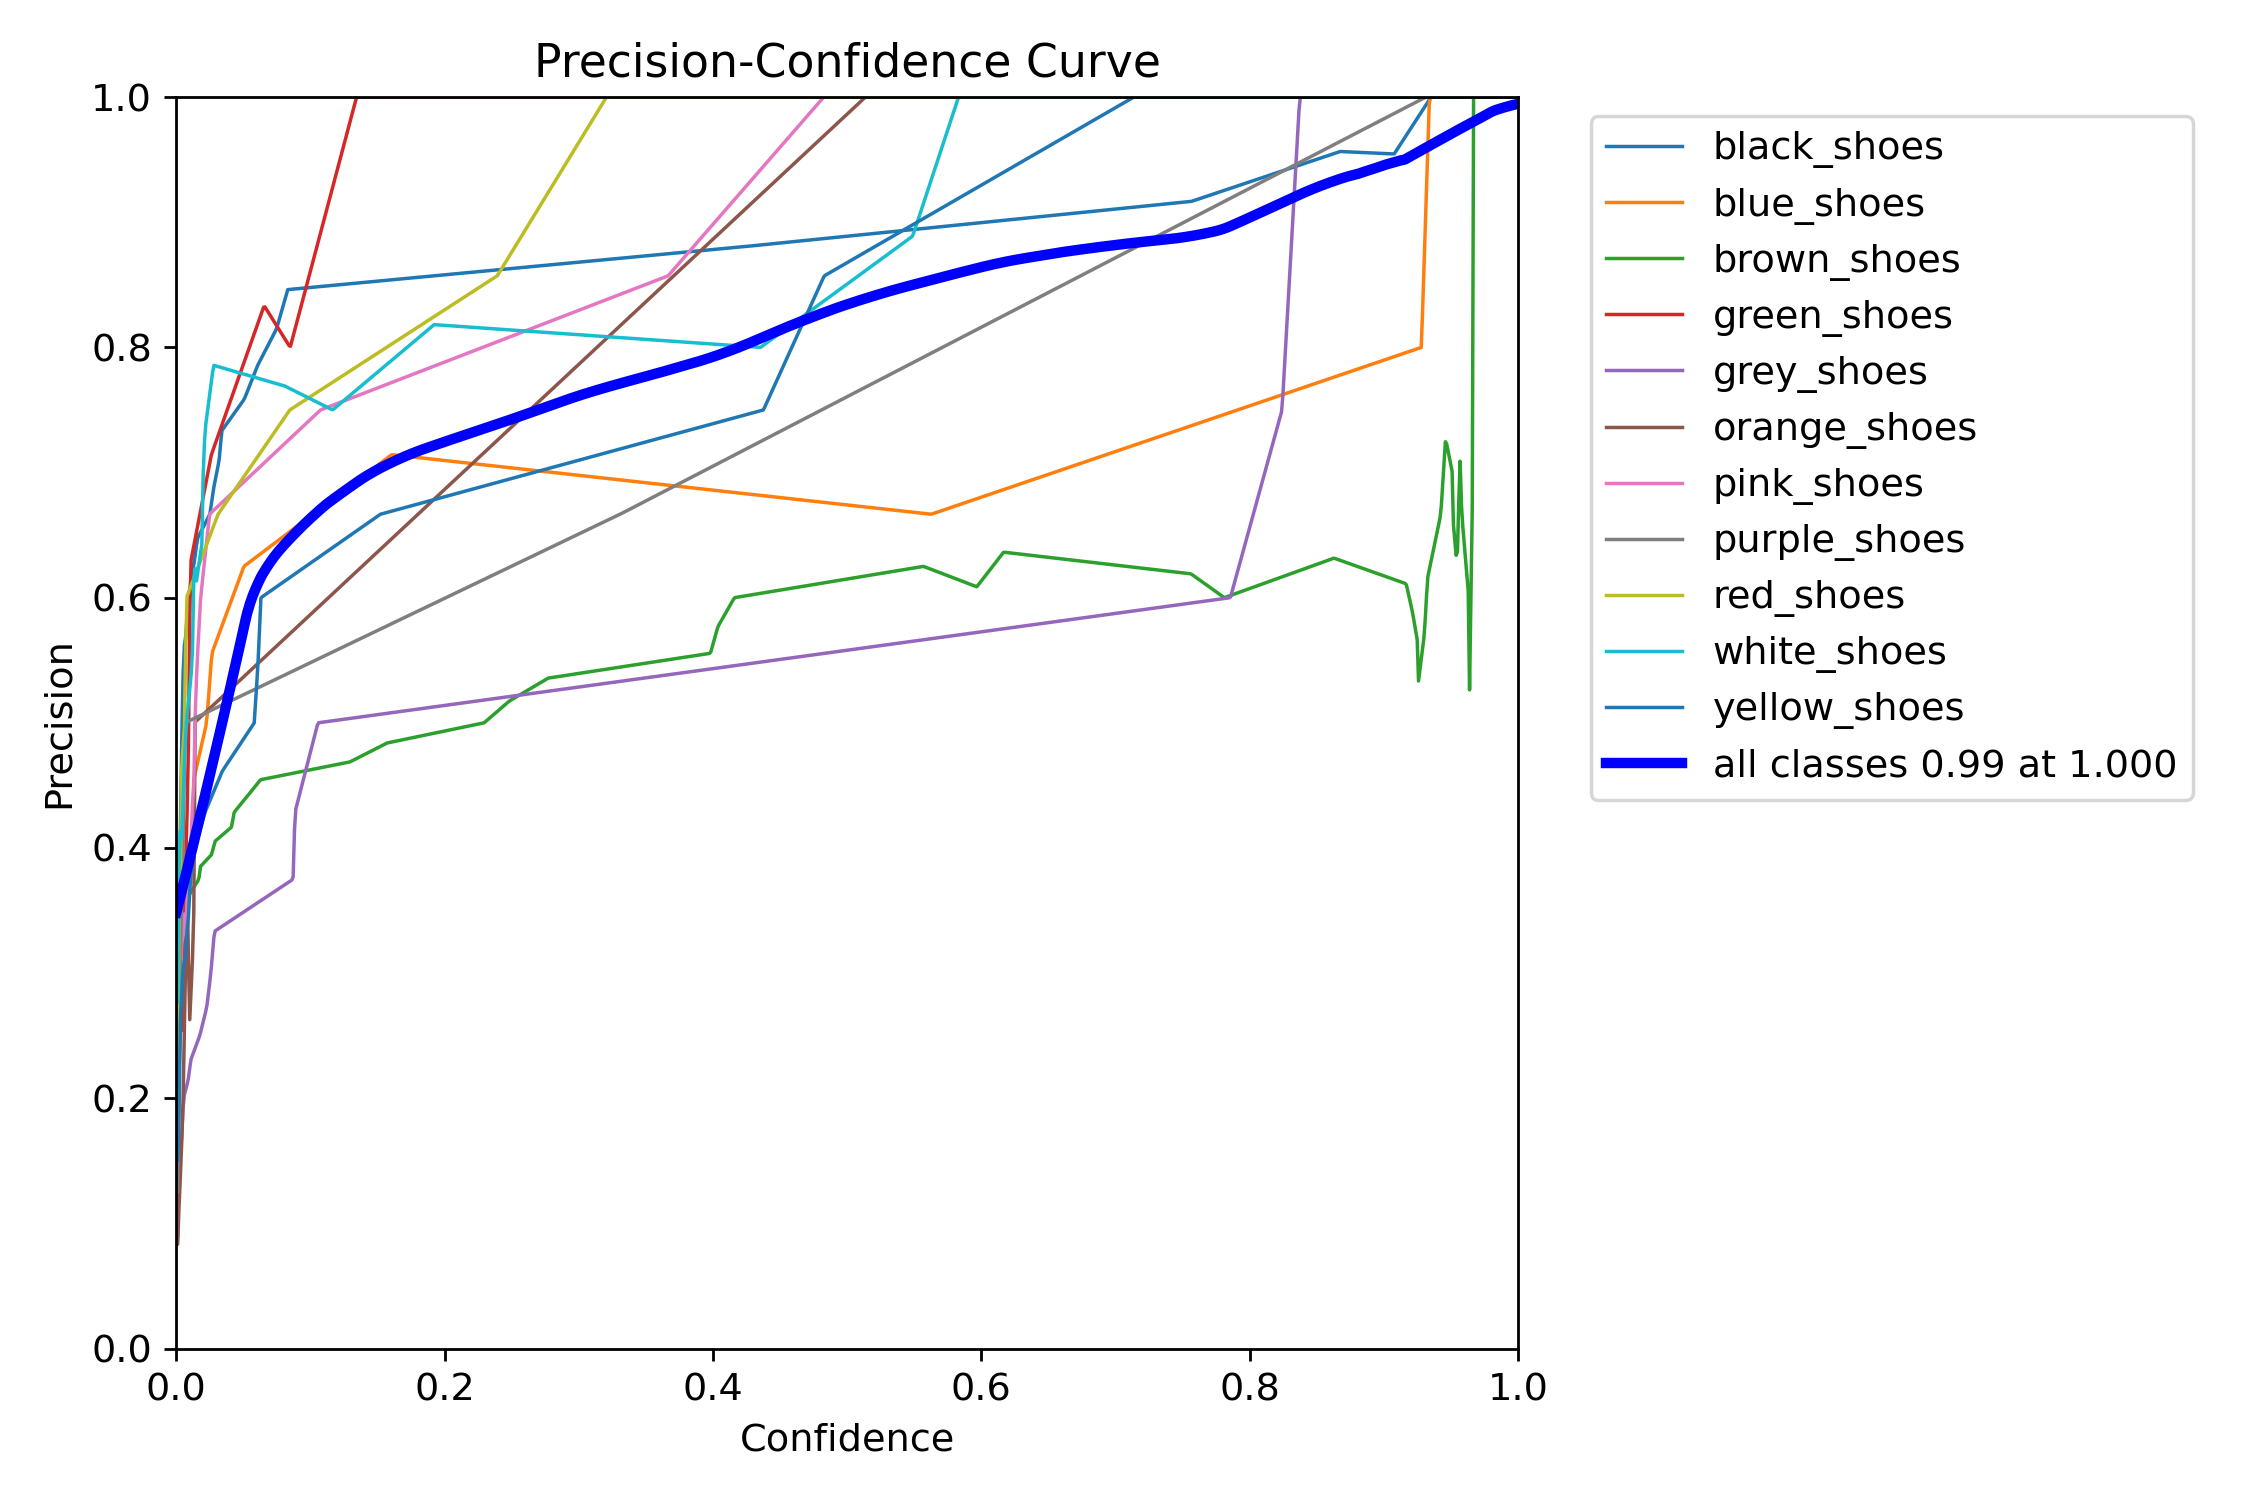 Precision-Confidence Curve
1.0
0.8
0.6
0.4
0.2
0.0
Precision
0.0 0.2 0.4 0.6 0.8 1.0
Confidence
black_shoes
blue_shoes
brown_shoes
green_shoes
grey_shoes
orange_shoes
pink_shoes
purple_shoes
red_shoes
white_shoes
yellow_shoes
all classes 0.99 at 1.000